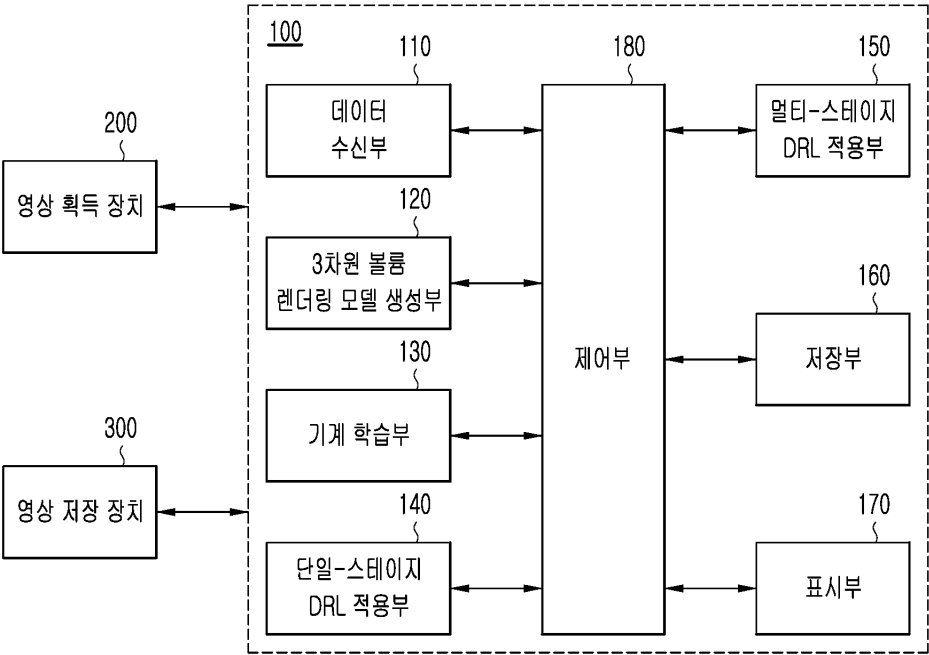 100
110
데이터
수신부
180
150
멀티-스테이지
DRL 적용부
200
영상 획득 장치
120
3차원 볼륨
렌더링 모델 생성부
160
저장부
제어부
130
기계 학습부
300
영상 저장 장치
140
단일-스테이지
DRL 적용부
170
표시부